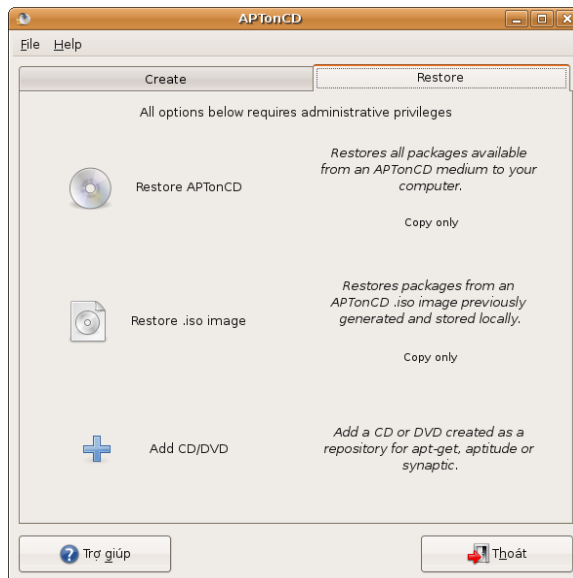 APTonCD
File Help
Create Restore
All options below requires administrative privileges
Restore APTonCD
Restores all packages available
from an APTonCD medium to your
computer.
Copy only
Restore .iso image
Restores packages from an
APTonCD .iso image previously
generated and stored locally.
Copy only
Add CD/DVD
Add a CD or DVD created as a
repository for apt-get, aptitude or
synaptic.
Trợ giúp
Thoát